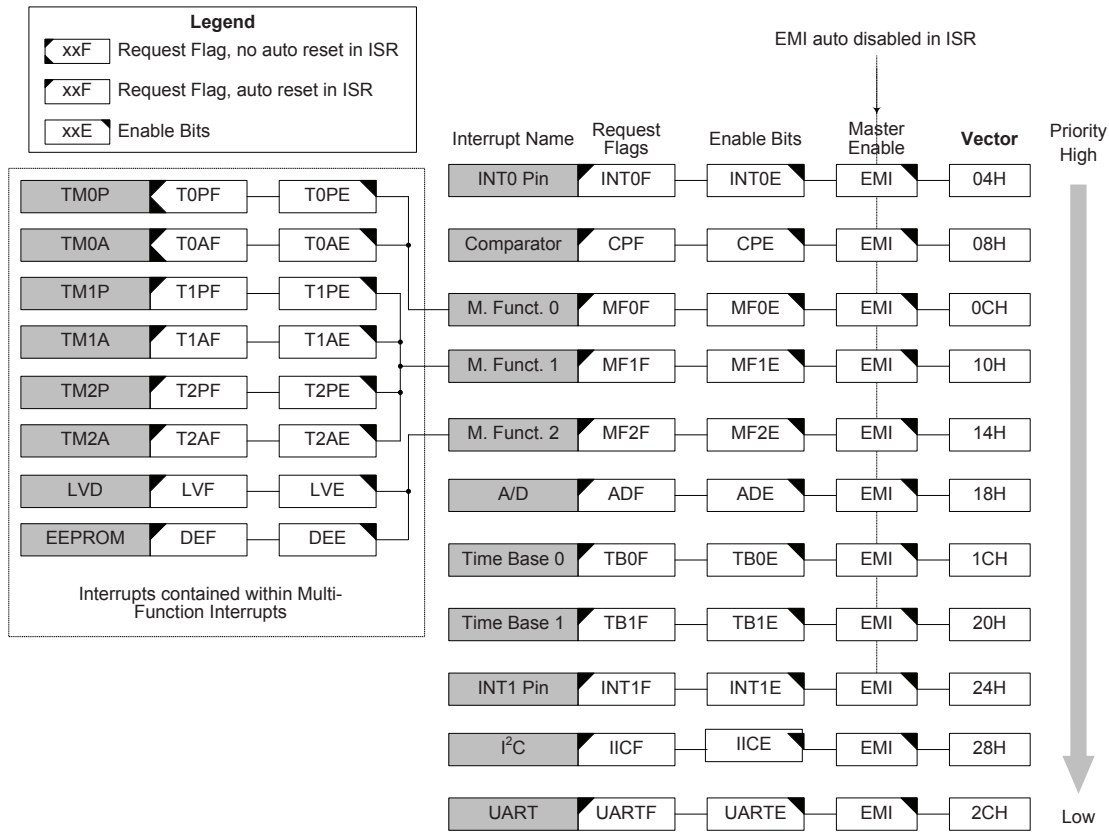 Legend
xxF Request Flag, no auto reset in ISR
xxF Request Flag, auto reset in ISR
xxE Enable Bits
EMI auto disabled in ISR
Interrupt Name Request Flags Enable Bits Master Enable Vector Priority High
INT0 Pin INT0F INT0E EMI 04H
Comparator CPF CPE EMI 08H
M. Funct. 0 MF0F MF0E EMI 0CH
M. Funct. 1 MF1F MF1E EMI 10H
M. Funct. 2 MF2F MF2E EMI 14H
A/D ADF ADE EMI 18H
Time Base 0 TB0F TB0E EMI 1CH
Time Base 1 TB1F TB1E EMI 20H
INT1 Pin INT1F INT1E EMI 24H
I²C IICF IICE EMI 28H
UART UARTF UARTE EMI 2CH Low
TM0P T0PF T0PE
TM0A T0AF T0AE
TM1P T1PF T1PE
TM1A T1AF T1AE
TM2P T2PF T2PE
TM2A T2AF T2AE
LVD LVF LVE
EEPROM DEF DEE
Interrupts contained within Multi-
Function Interrupts